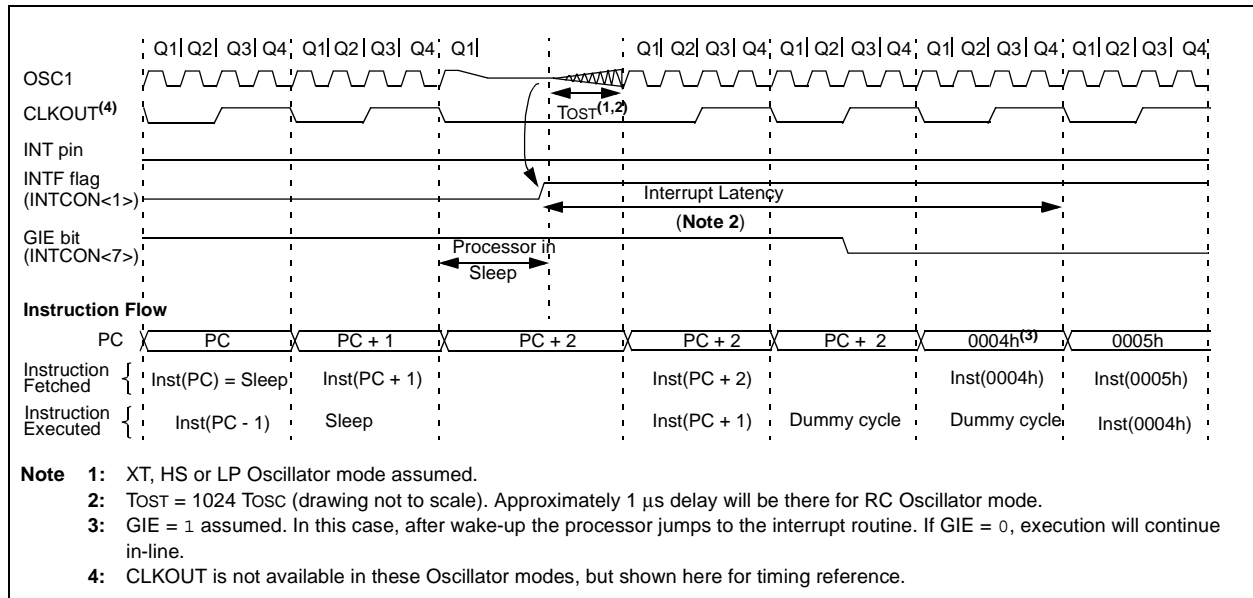 Q1 Q2 Q3 Q4 Q1 Q2 Q3 Q4 Q1 Q1 Q2 Q3 Q4 Q1 Q2 Q3 Q4 Q1 Q2 Q3 Q4 Q1 Q2 Q3 Q4
OSC1
CLKOUT(4)
TOST(1,2)
INT pin
INTF flag
(INTCON<1>)
Interrupt Latency
(Note 2)
GIE bit
(INTCON<7>)
Processor in
Sleep
Instruction Flow
PC PC PC + 1 PC + 2 PC + 2 PC + 2 0004h(3) 0005h
Instruction
Fetched
Inst(PC) = Sleep Inst(PC + 1) Inst(PC + 2) Inst(0004h) Inst(0005h)
Instruction
Executed
Inst(PC - 1) Sleep Inst(PC + 1) Dummy cycle Dummy cycle Inst(0004h)
Note 1: XT, HS or LP Oscillator mode assumed.
2: TOST = 1024 TOSC (drawing not to scale). Approximately 1 μs delay will be there for RC Oscillator mode.
3: GIE = 1 assumed. In this case, after wake-up the processor jumps to the interrupt routine. If GIE = 0, execution will continue
in-line.
4: CLKOUT is not available in these Oscillator modes, but shown here for timing reference.